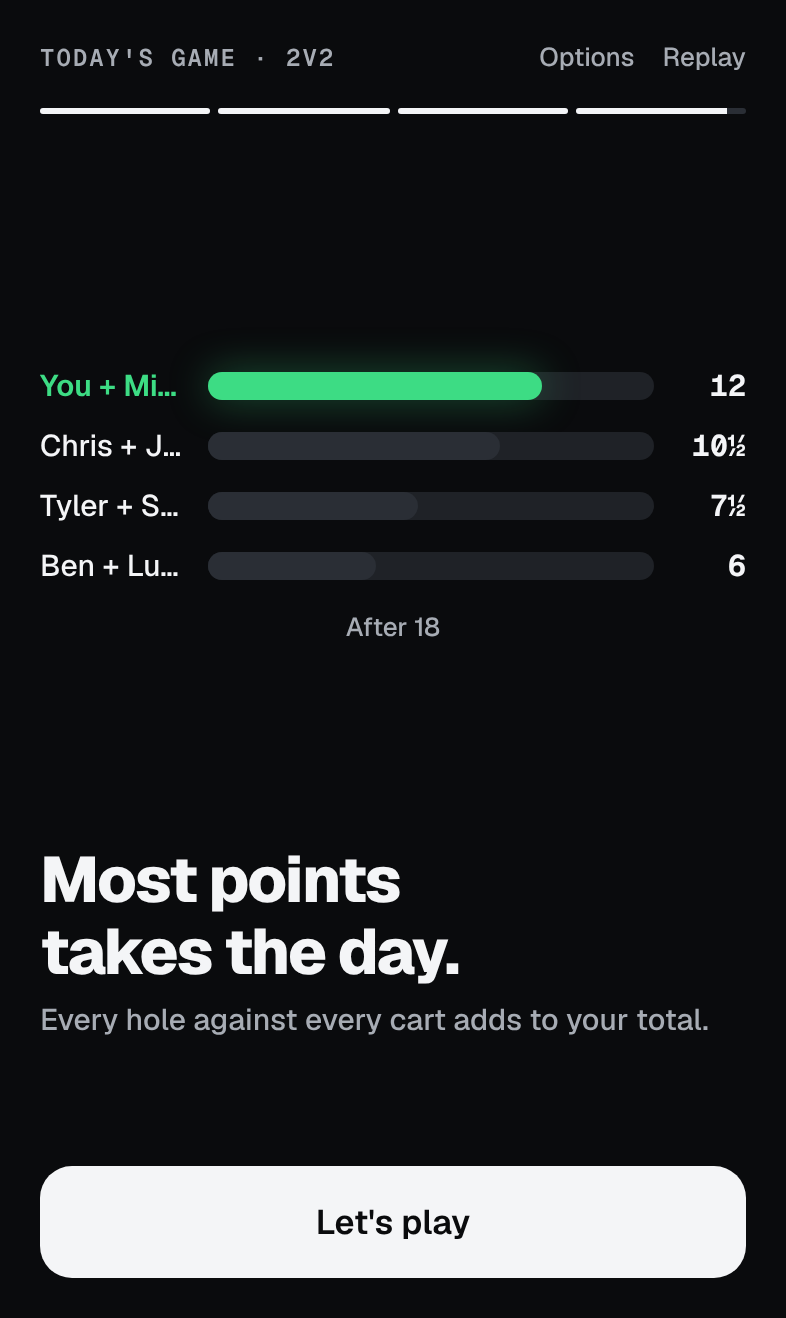 TODAY'S GAME · 2V2 Options Replay
You + Mi... 12
Chris + J... 10½
Tyler + S... 7½
Ben + Lu... 6
After 18
Most points
takes the day.
Every hole against every cart adds to your total.
Let's play